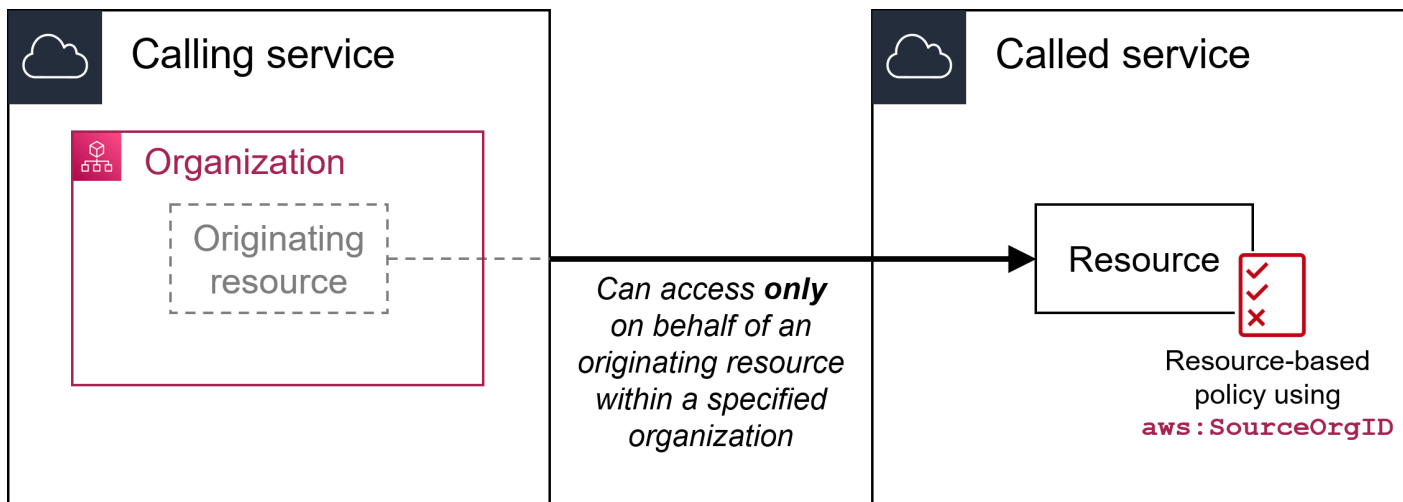 Calling service
Called service
Organization
Originating
resource
Can access only
on behalf of an
originating resource
within a specified
organization
Resource
Resource-based
policy using
aws:SourceOrgID